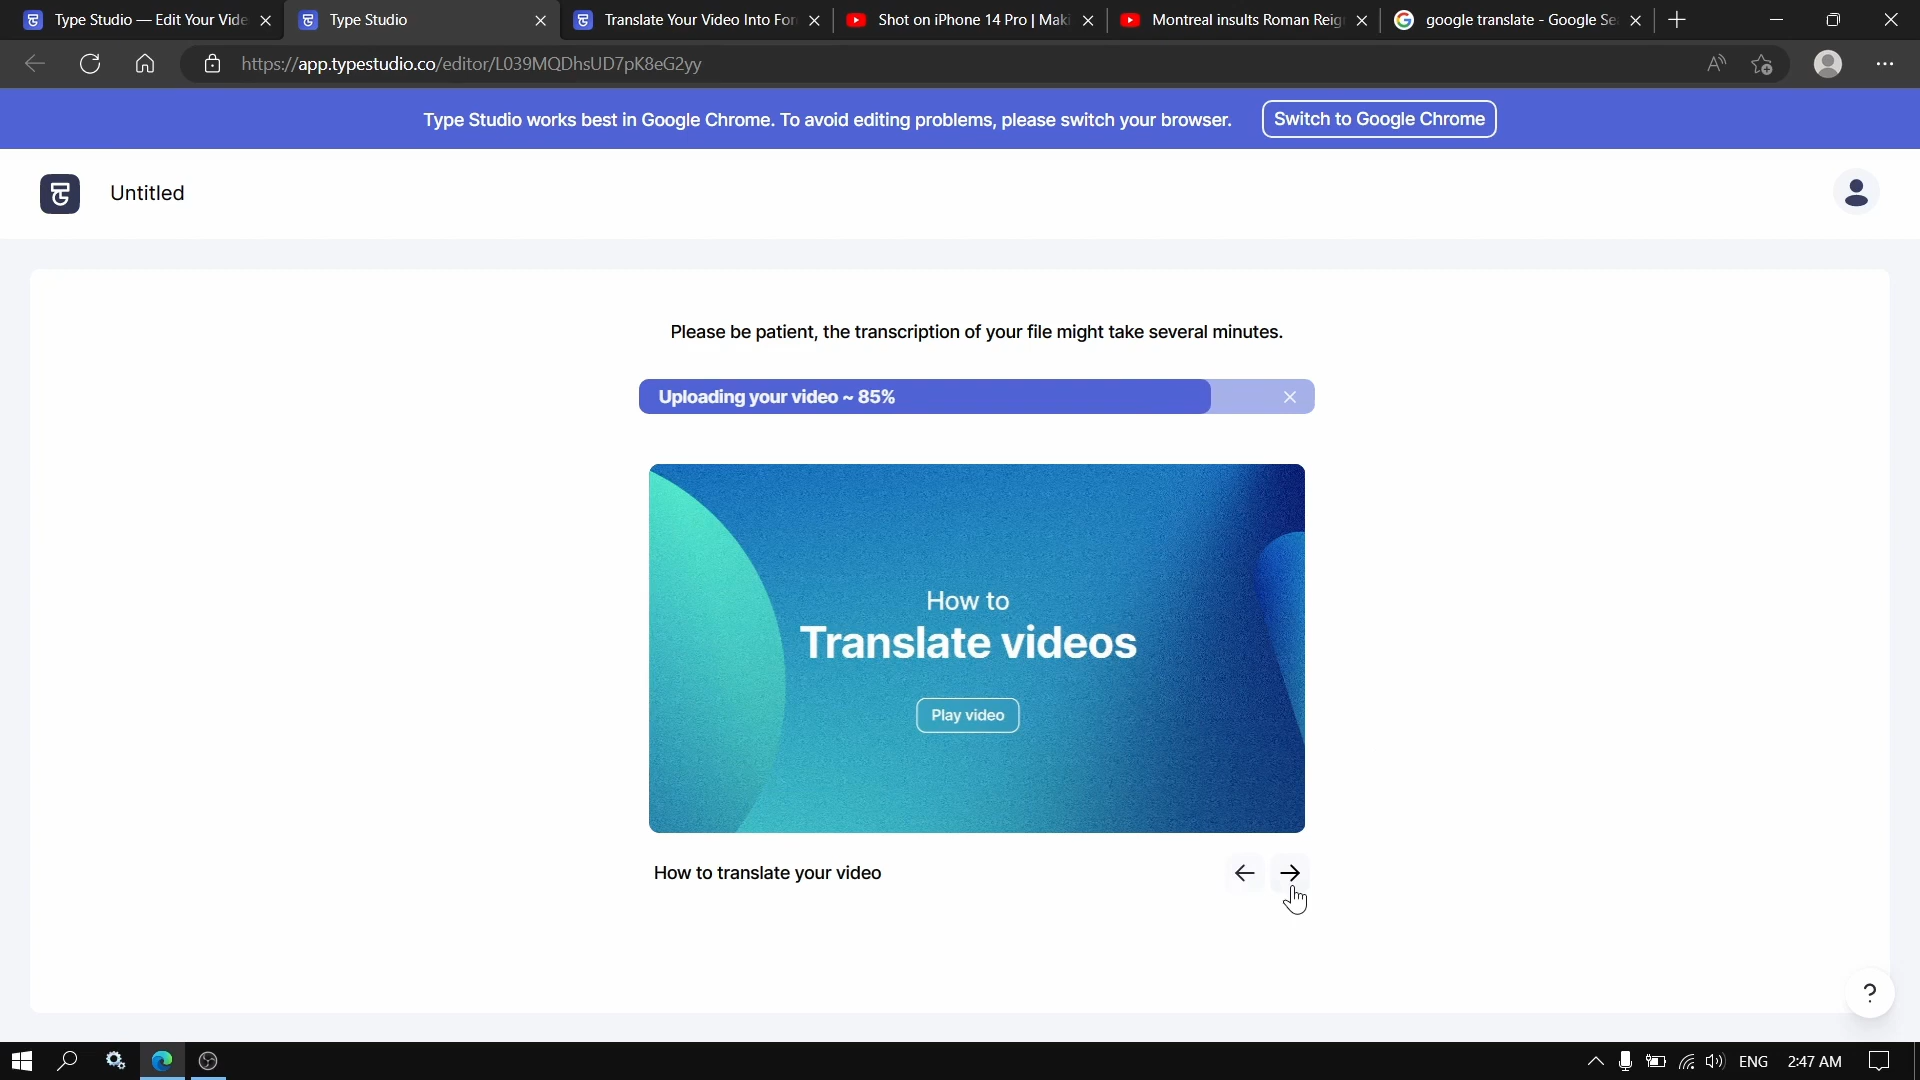 Type Studio — Edit Your Vide
Type Studio
Translate Your Video Into For
Shot on iPhone 14 Pro | Maki
Montreal insults Roman Reig
google translate - Google Se
https://app.typestudio.co/editor/L039MQDhsUD7pK8eG2yy
Type Studio works best in Google Chrome. To avoid editing problems, please switch your browser.
Switch to Google Chrome
Untitled
Please be patient, the transcription of your file might take several minutes.
Uploading your video ~ 85%
How to
Translate videos
Play video
How to translate your video
?
ENG
2:47 AM